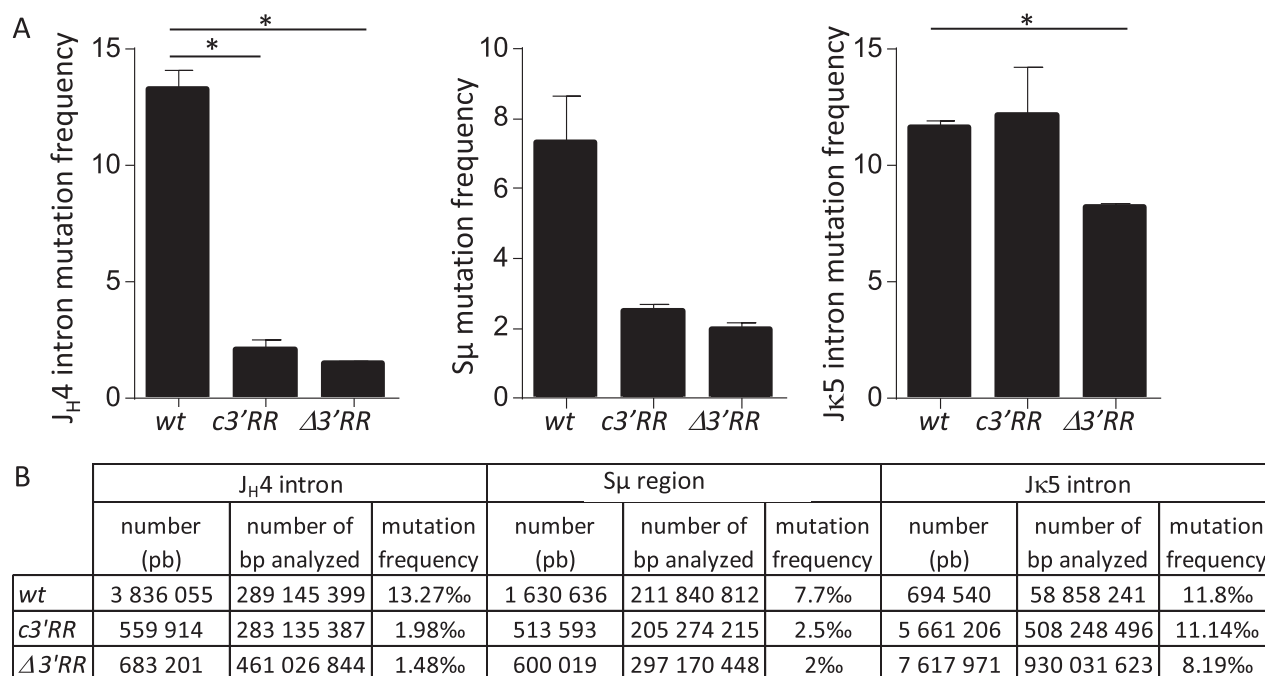 A
* *
15 10 5 0
J_H4 intron mutation frequency
wt c3'RR Δ3'RR
10 8 6 4 2 0
Sμ mutation frequency
wt c3'RR Δ3'RR
*
15 10 5 0
Jκ5 intron mutation frequency
wt c3'RR Δ3'RR
B
J_H4 intron Sμ region Jκ5 intron
number number of mutation number number of mutation number number of mutation
(pb) bp analyzed frequency (pb) bp analyzed frequency (pb) bp analyzed frequency
wt 3 836 055 289 145 399 13.27‰ 1 630 636 211 840 812 7.7‰ 694 540 58 858 241 11.8‰
c3'RR 559 914 283 135 387 1.98‰ 513 593 205 274 215 2.5‰ 5 661 206 508 248 496 11.14‰
Δ3'RR 683 201 461 026 844 1.48‰ 600 019 297 170 448 2‰ 7 617 971 930 031 623 8.19‰